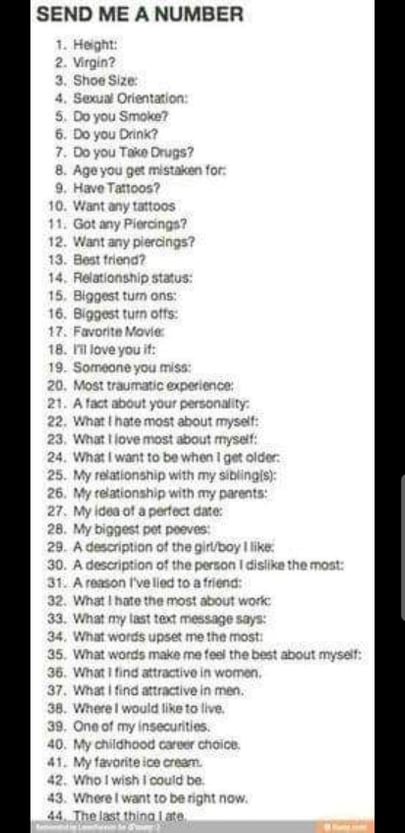 SEND ME A NUMBER
1. Height:
2. Virgin?
3. Shoe Size:
4. Sexual Orientation:
5. Do you Smoke?
6. Do you Drink?
7. Do you Take Drugs?
8. Age you get mistaken for:
9. Have Tattoos?
10. Want any tattoos
11. Got any Piercings?
12. Want any piercings?
13. Best friend?
14. Relationship status:
15. Biggest turn ons:
16. Biggest turn offs:
17. Favorite Movie:
18. I'll love you if:
19. Someone you miss:
20. Most traumatic experience:
21. A fact about your personality:
22. What I hate most about myself:
23. What I love most about myself:
24. What I want to be when I get older:
25. My relationship with my sibling(s):
26. My relationship with my parents:
27. My idea of a perfect date:
28. My biggest pet peeves:
29. A description of the girl/boy I like:
30. A description of the person I dislike the most:
31. A reason I've lied to a friend:
32. What I hate the most about work:
33. What my last text message says:
34. What words upset me the most:
35. What words make me feel the best about myself:
36. What I find attractive in women.
37. What I find attractive in men.
38. Where I would like to live.
39. One of my insecurities.
40. My childhood career choice.
41. My favorite ice cream.
42. Who I wish I could be.
43. Where I want to be right now.
44. The last thing I ate.